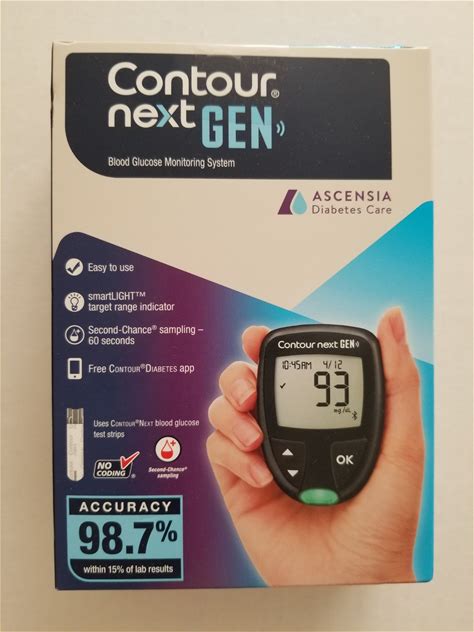 Contour®
next GEN
Blood Glucose Monitoring System
ASCENSIA
Diabetes Care
Easy to use
smartLIGHT™
target range indicator
Second-Chance® sampling –
60 seconds
Free CONTOUR®DIABETES app
Uses CONTOUR®NEXT blood glucose
test strips
NO
CODING
Second-Chance®
sampling
ACCURACY
98.7%
within 15% of lab results
Contour next GEN
10:45AM 4/12
93
mg/dL
OK